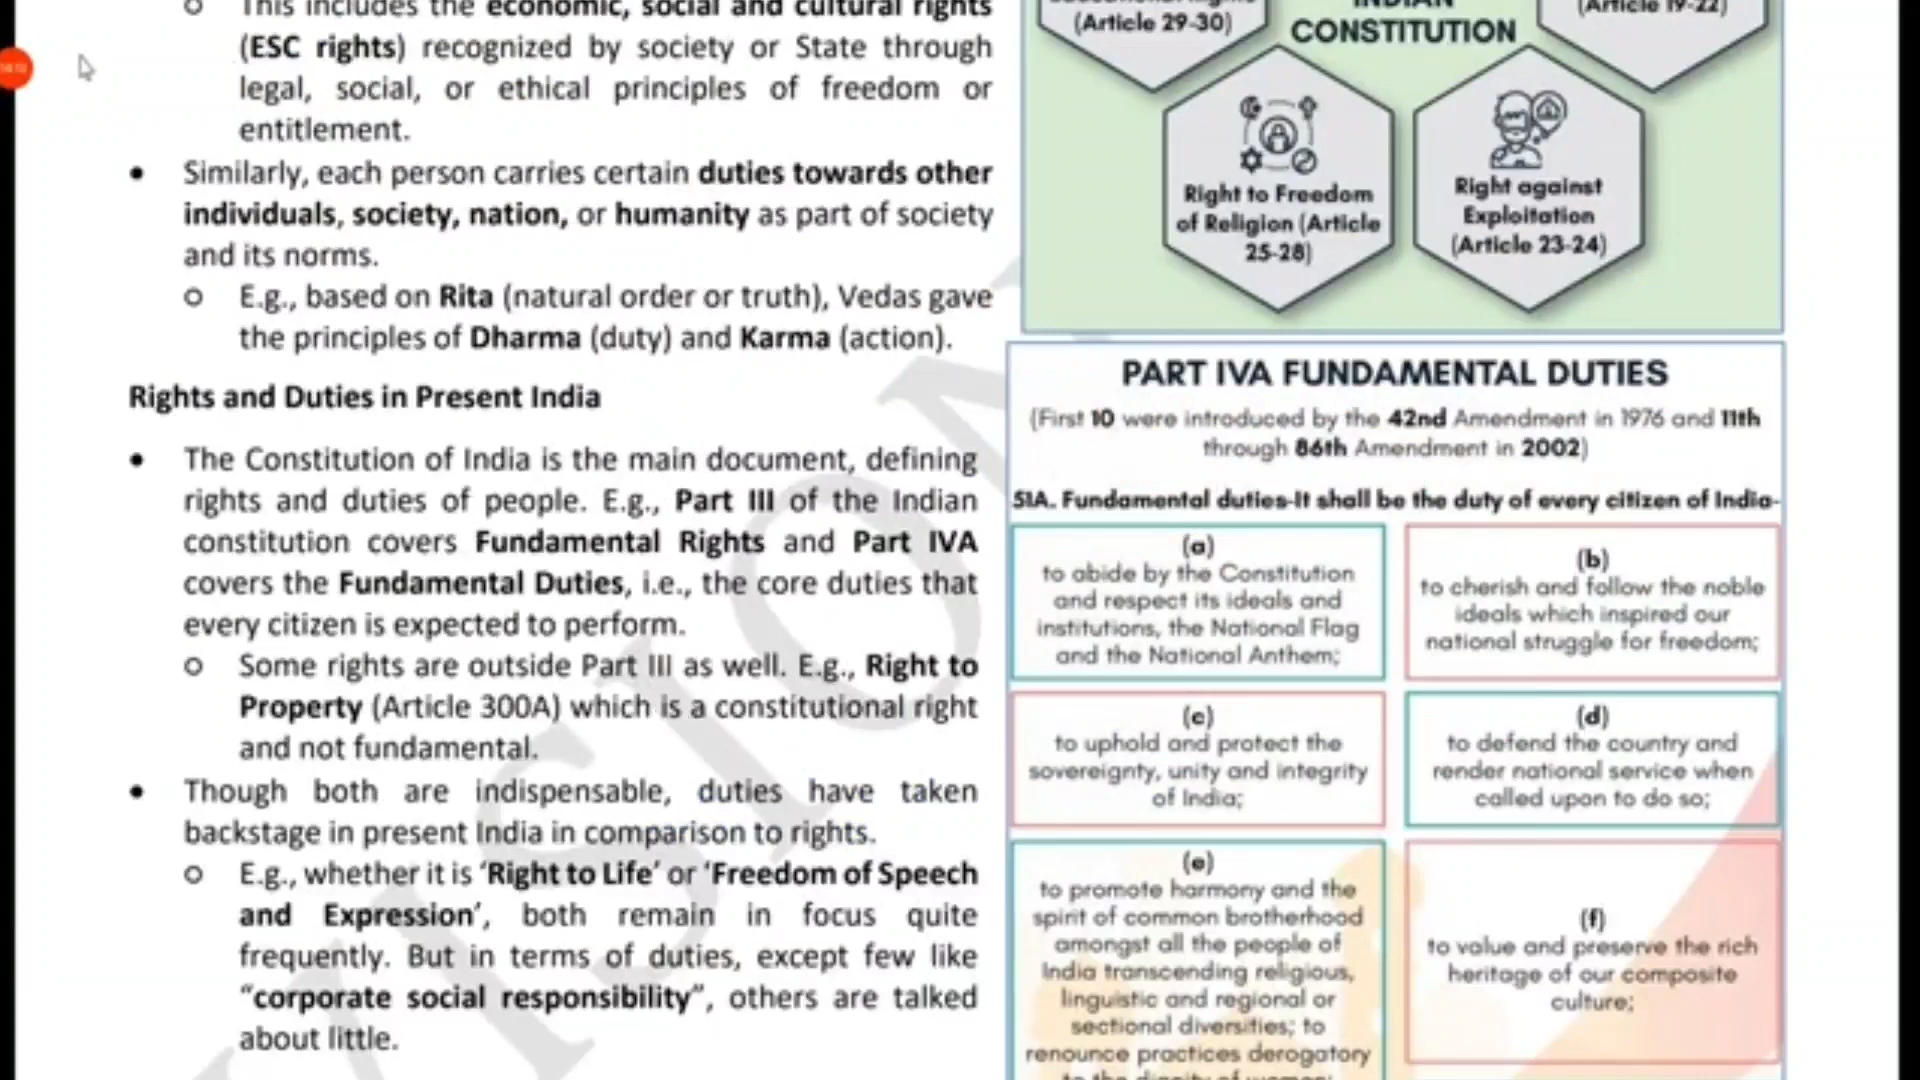 This includes the economic, social and cultural rights
(ESC rights) recognized by society or State through
legal, social, or ethical principles of freedom or
entitlement.
Similarly, each person carries certain duties towards other
individuals, society, nation, or humanity as part of society
and its norms.
E.g., based on Rita (natural order or truth), Vedas gave
the principles of Dharma (duty) and Karma (action).
Rights and Duties in Present India
The Constitution of India is the main document, defining
rights and duties of people. E.g., Part III of the Indian
constitution covers Fundamental Rights and Part IVA
covers the Fundamental Duties, i.e., the core duties that
every citizen is expected to perform.
Some rights are outside Part III as well. E.g., Right to
Property (Article 300A) which is a constitutional right
and not fundamental.
Though both are indispensable, duties have taken
backstage in present India in comparison to rights.
E.g., whether it is ‘Right to Life’ or ‘Freedom of Speech
and Expression’, both remain in focus quite
frequently. But in terms of duties, except few like
“corporate social responsibility”, others are talked
about little.
(Article 29-30)
INDIAN
CONSTITUTION
(Article 19-22)
Right to Freedom
of Religion (Article
25-28)
Right against
Exploitation
(Article 23-24)
PART IVA FUNDAMENTAL DUTIES
(First 10 were introduced by the 42nd Amendment in 1976 and 11th
through 86th Amendment in 2002)
51A. Fundamental duties-It shall be the duty of every citizen of India-
(a)
to abide by the Constitution
and respect its ideals and
institutions, the National Flag
and the National Anthem;
(b)
to cherish and follow the noble
ideals which inspired our
national struggle for freedom;
(c)
to uphold and protect the
sovereignty, unity and integrity
of India;
(d)
to defend the country and
render national service when
called upon to do so;
(e)
to promote harmony and the
spirit of common brotherhood
amongst all the people of
India transcending religious,
linguistic and regional or
sectional diversities; to
renounce practices derogatory
to the dignity of women;
(f)
to value and preserve the rich
heritage of our composite
culture;
VISION